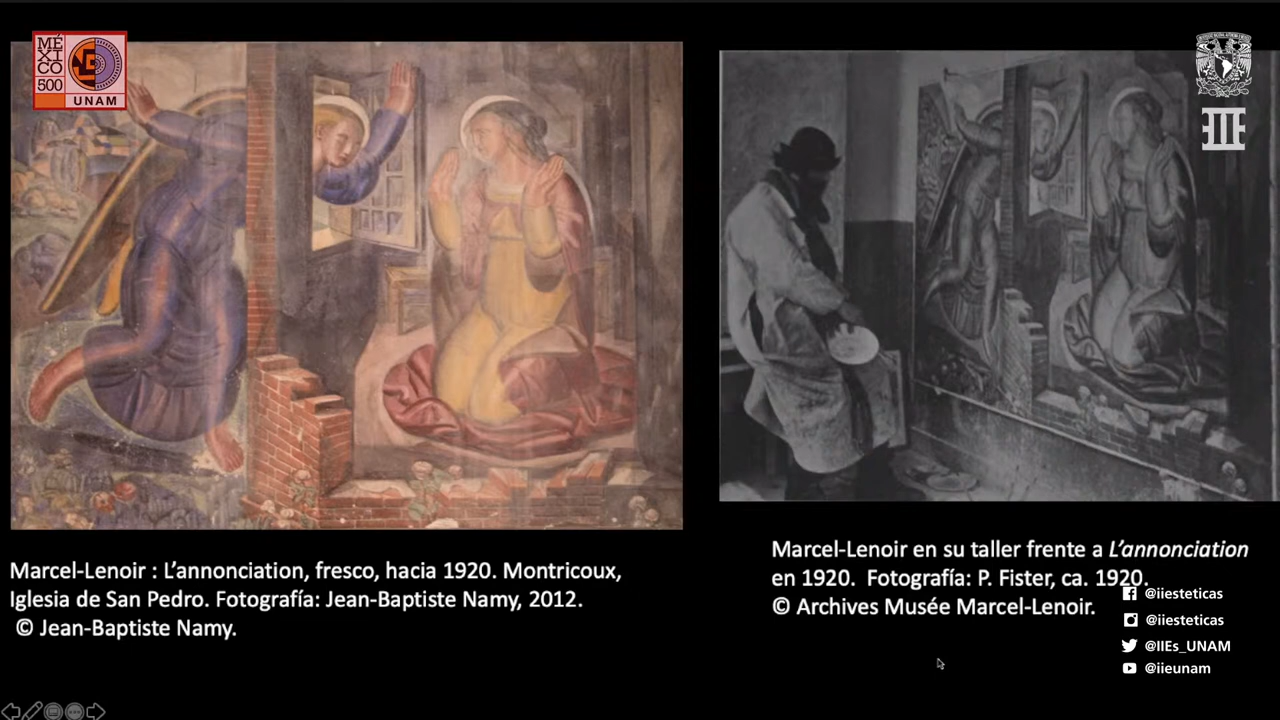 MÉ
XI
CO
500
UNAM
Marcel-Lenoir : L'annonciation, fresco, hacia 1920. Montricoux,
Iglesia de San Pedro. Fotografía: Jean-Baptiste Namy, 2012.
© Jean-Baptiste Namy.
Marcel-Lenoir en su taller frente a L'annonciation
en 1920. Fotografía: P. Fister, ca. 1920.
© Archives Musée Marcel-Lenoir.
@iiesteticas
@iiesteticas
@IIEs_UNAM
@iieunam